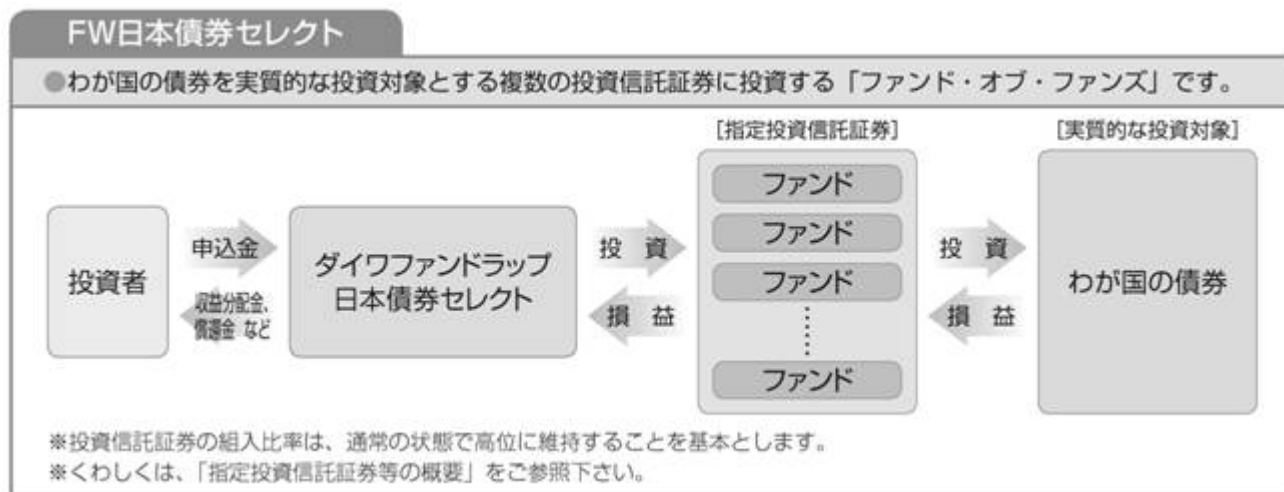 FW日本債券セレクト
●わが国の債券を実質的な投資対象とする複数の投資信託証券に投資する「ファンド・オブ・ファンズ」です。
[指定投資信託証券]
[実質的な投資対象]
投資者
申込金
収益分配金、
償還金 など
ダイワファンドラップ
日本債券セレクト
投 資
損 益
ファンド
ファンド
ファンド
ファンド
投 資
損 益
わが国の債券
※投資信託証券の組入比率は、通常の状態で高位に維持することを基本とします。
※くわしくは、「指定投資信託証券等の概要」をご参照下さい。